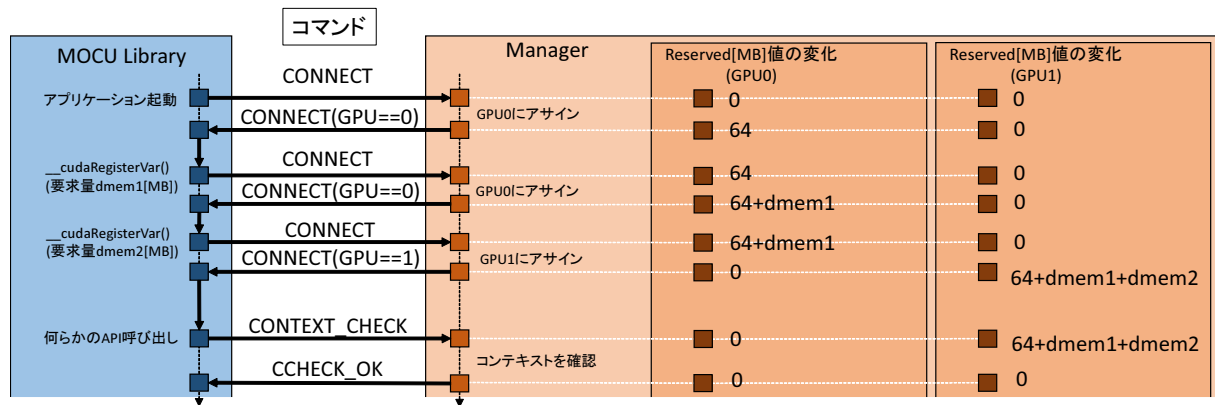 コマンド
MOCU Library
Manager
Reserved[MB]値の変化
(GPU0)
Reserved[MB]値の変化
(GPU1)
CONNECT
アプリケーション起動
0
0
CONNECT(GPU==0)
GPU0にアサイン
64
0
CONNECT
__cudaRegisterVar()
(要求量dmem1[MB])
64
0
CONNECT(GPU==0)
GPU0にアサイン
64+dmem1
0
CONNECT
__cudaRegisterVar()
(要求量dmem2[MB])
64+dmem1
0
CONNECT(GPU==1)
GPU1にアサイン
0
64+dmem1+dmem2
CONTEXT_CHECK
何らかのAPI呼び出し
0
64+dmem1+dmem2
コンテキストを確認
CCHECK_OK
0
0